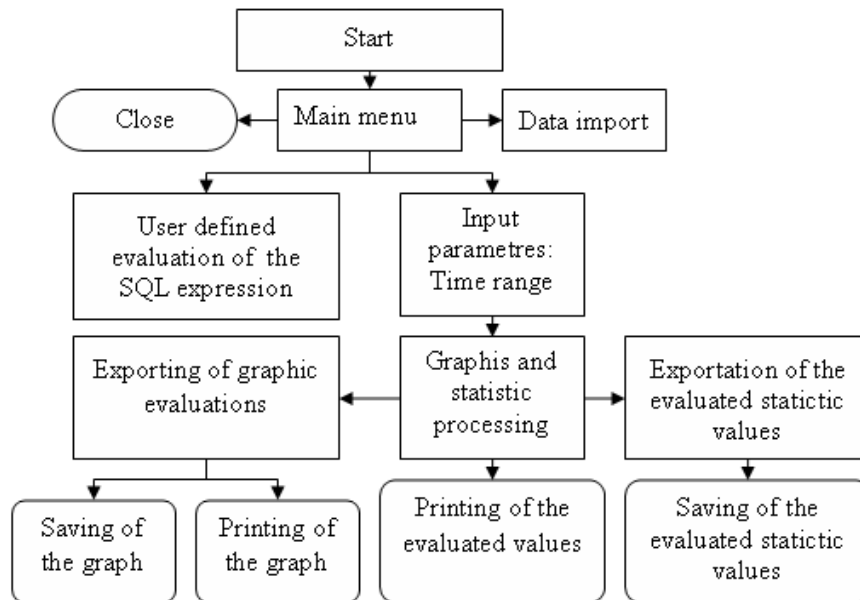 Start
Close
Main menu
Data import
User defined
evaluation of the
SQL expression
Input
parametres:
Time range
Exporting of graphic
evaluations
Graphis and
statistic
processing
Exportation of the
evaluated statictic
values
Saving of
the graph
Printing of
the graph
Printing of the
evaluated values
Saving of the
evaluated statictic
values